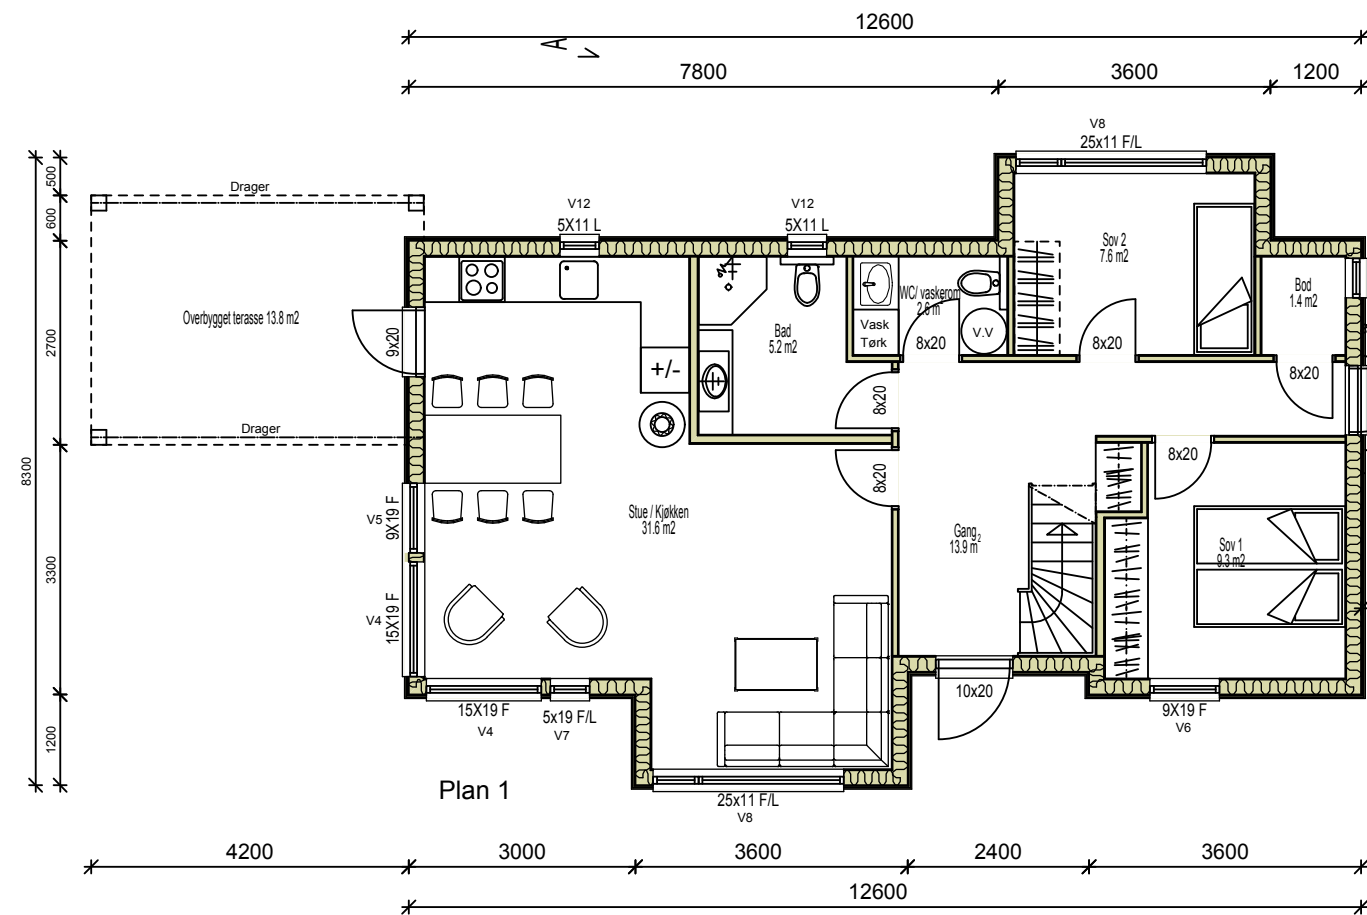 12600
A
7800
3600
1200
V8
25x11 F/L
500
Drager
600
V12
5X11 L
V12
5X11 L
Sov 2
7.6 m2
Bod
1.4 m2
Overbygget terasse 13.8 m2
WC/ vaskerom
2.6 m
Vask
Tørk
V.V
Bad
5.2 m2
9x20
2700
8x20
8x20
8x20
+/-
8x20
Drager
8300
8x20
8x20
V5
9X19 F
Stue / Kjøkken
31.6 m2
Gang 2
13.9 m
Sov 1
9.3 m2
3300
V4
15X19 F
15X19 F
V4
5x19 F/L
V7
10x20
9X19 F
V6
1200
Plan 1
25x11 F/L
V8
4200
3000
3600
2400
3600
12600